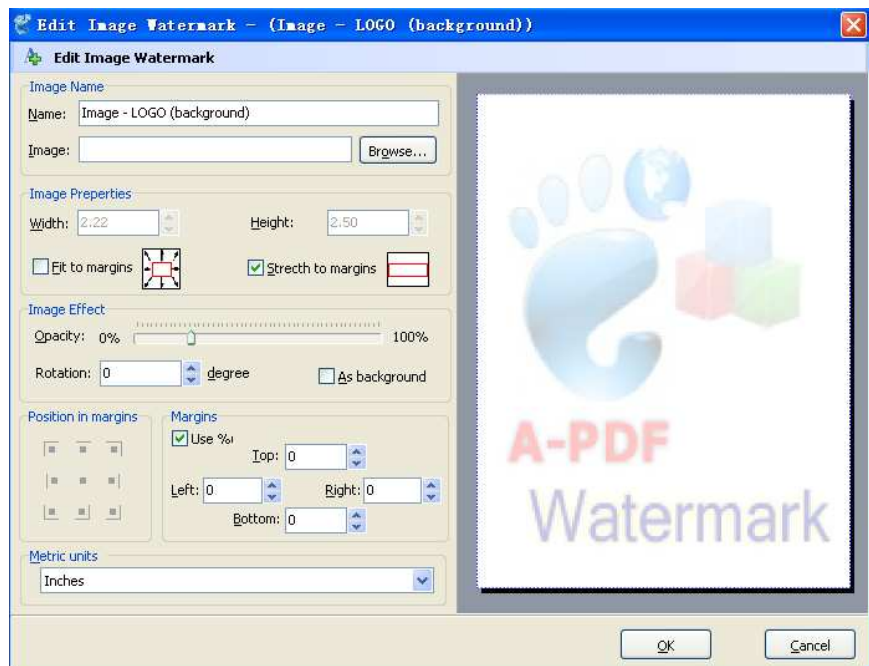 Edit Image Watermark - (Image - LOGO (background))
Edit Image Watermark
Image Name
Name: Image - LOGO (background)
Image: Browse...
Image Preperties
Width: 2.22 Height: 2.50
Fit to margins Strecth to margins
Image Effect
Opacity: 0% 100%
Rotation: 0 degree As background
Position in margins Margins
Use %
Top: 0
Left: 0 Right: 0
Bottom: 0
Metric units
Inches
A-PDF
Watermark
OK Cancel